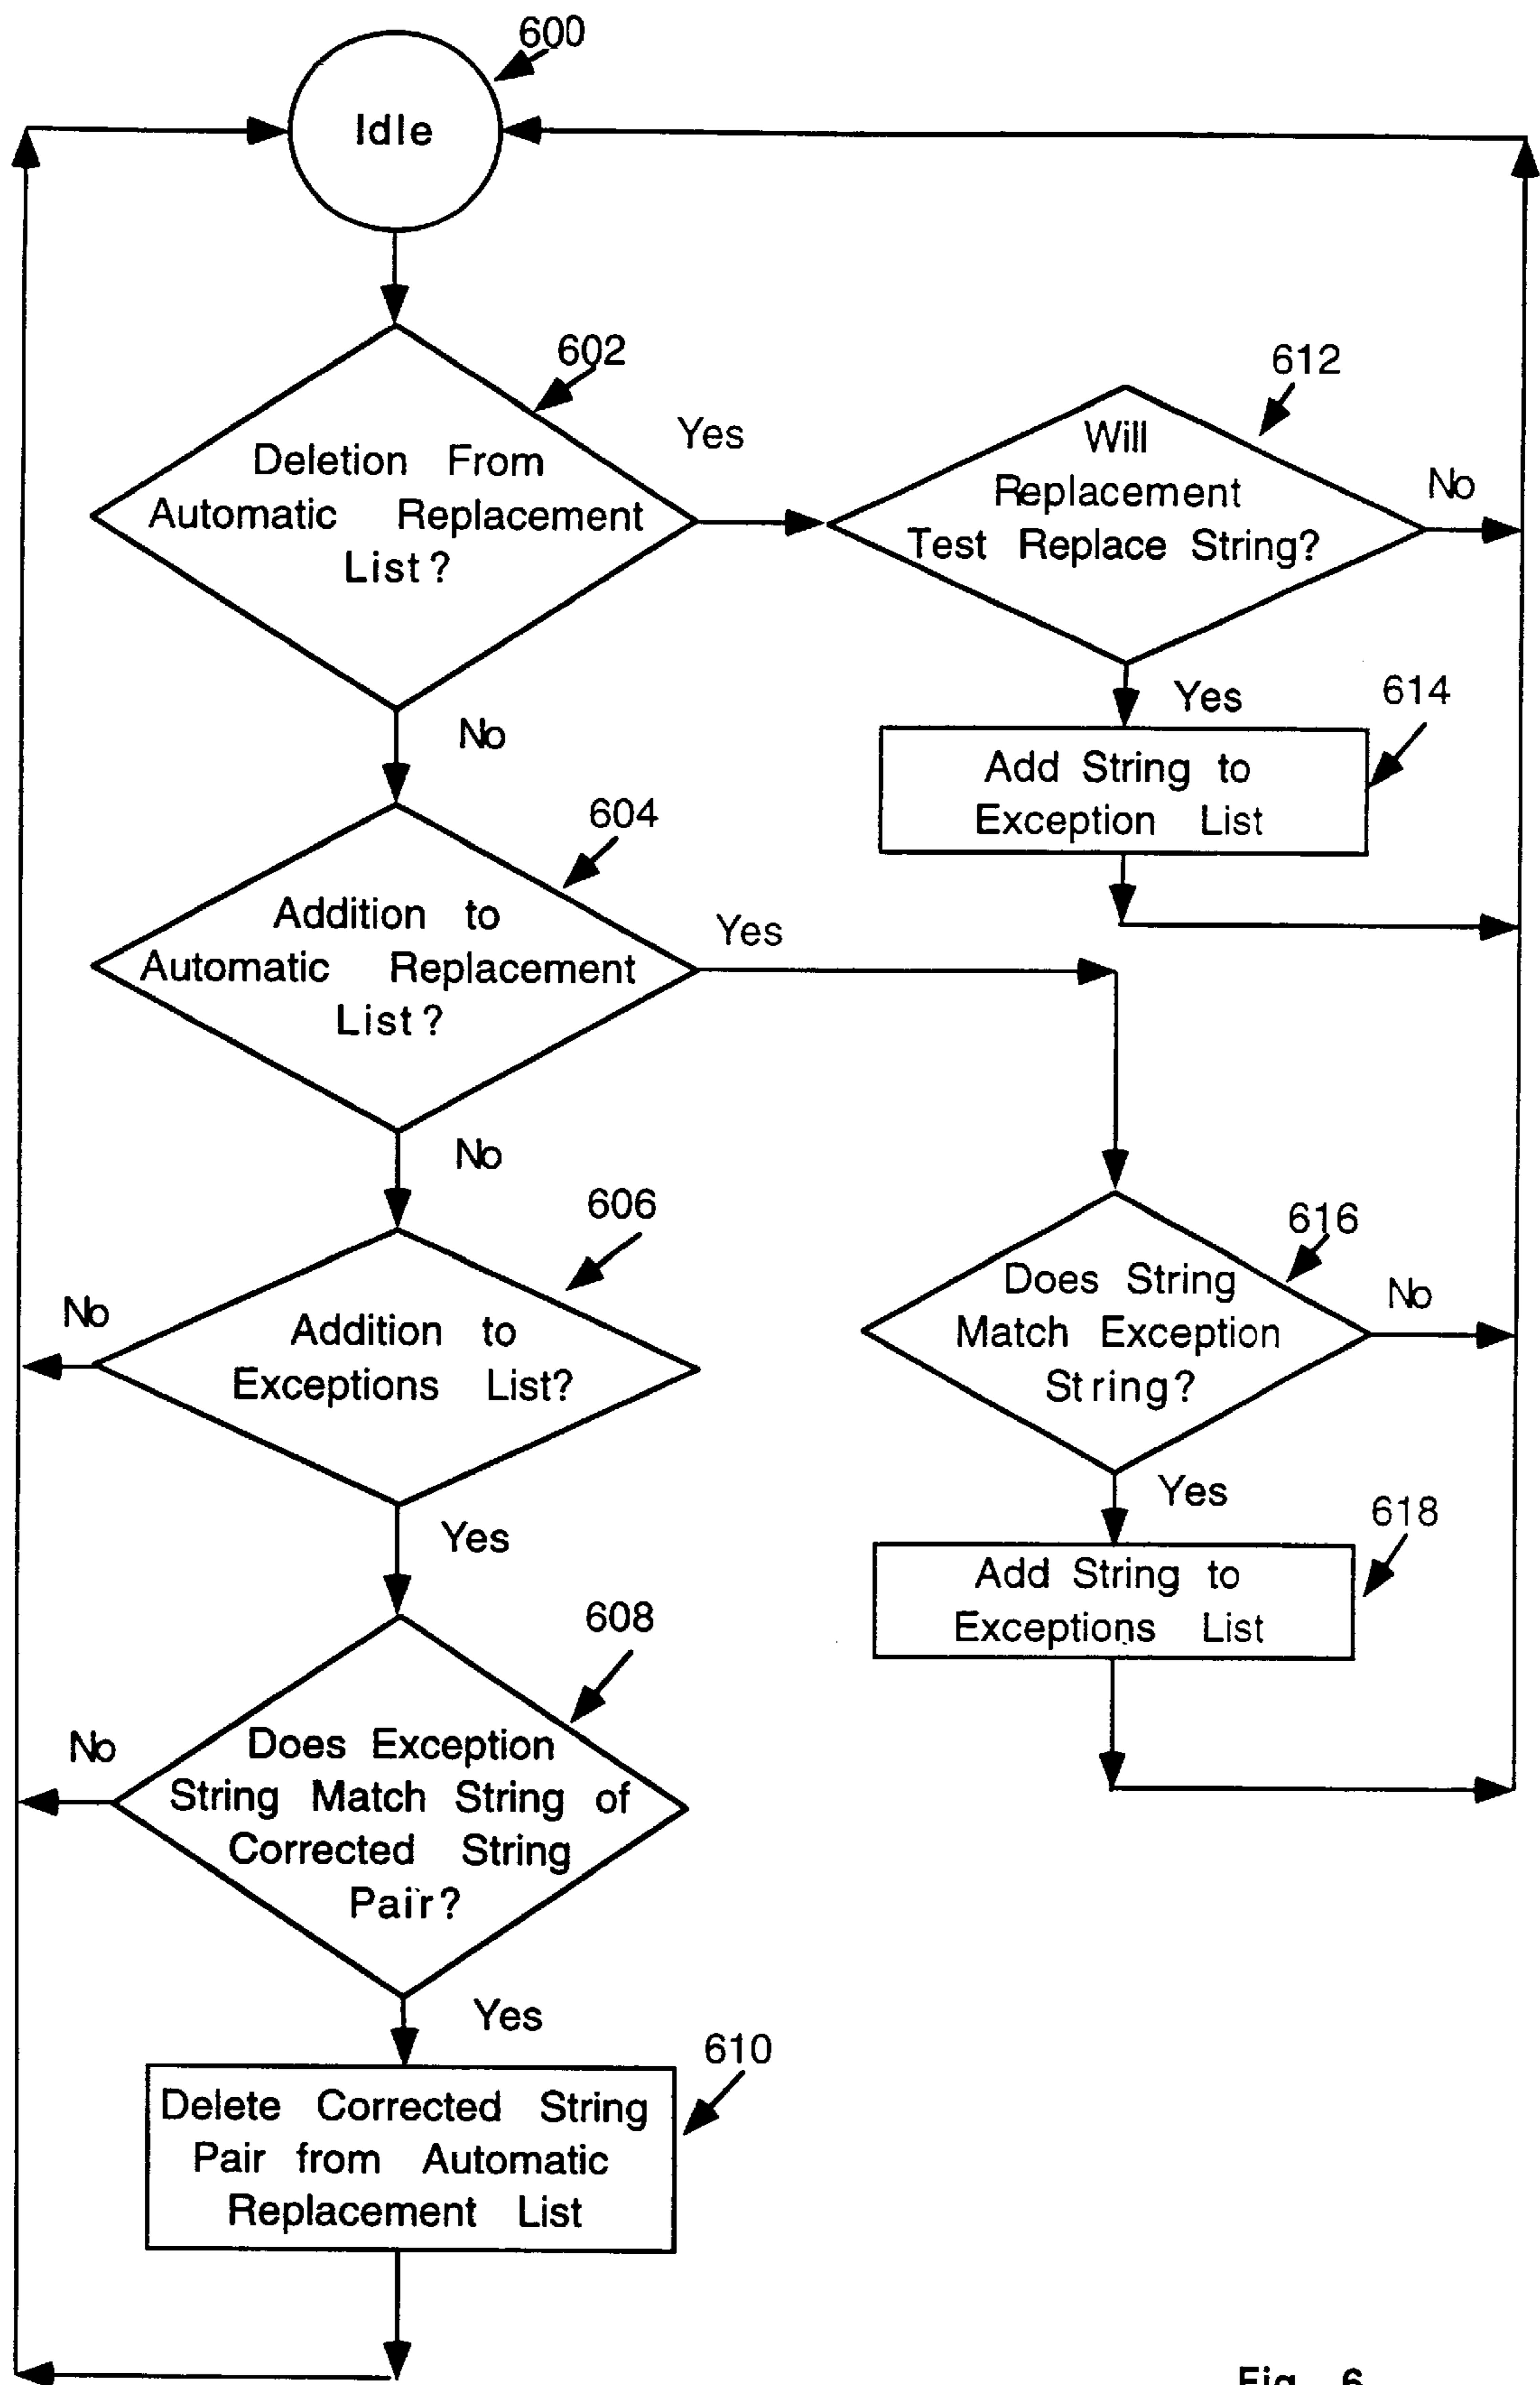 600
Idle
602
Deletion From
Automatic Replacement
List?
Yes
612
Will
Replacement
Test Replace String?
No
Yes
614
Add String to
Exception List
No
604
Addition to
Automatic Replacement
List?
Yes
No
606
Addition to
Exceptions List?
No
616
Does String
Match Exception
String?
No
Yes
618
Add String to
Exceptions List
Yes
608
Does Exception
String Match String of
Corrected String
Pair?
No
Yes
610
Delete Corrected String
Pair from Automatic
Replacement List
Fig. 6